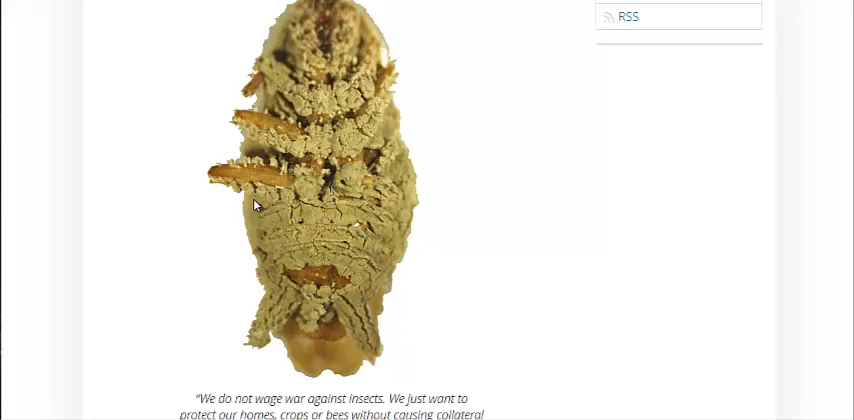 RSS
"We do not wage war against insects. We just want to
protect our homes, crops or bees without causing collateral